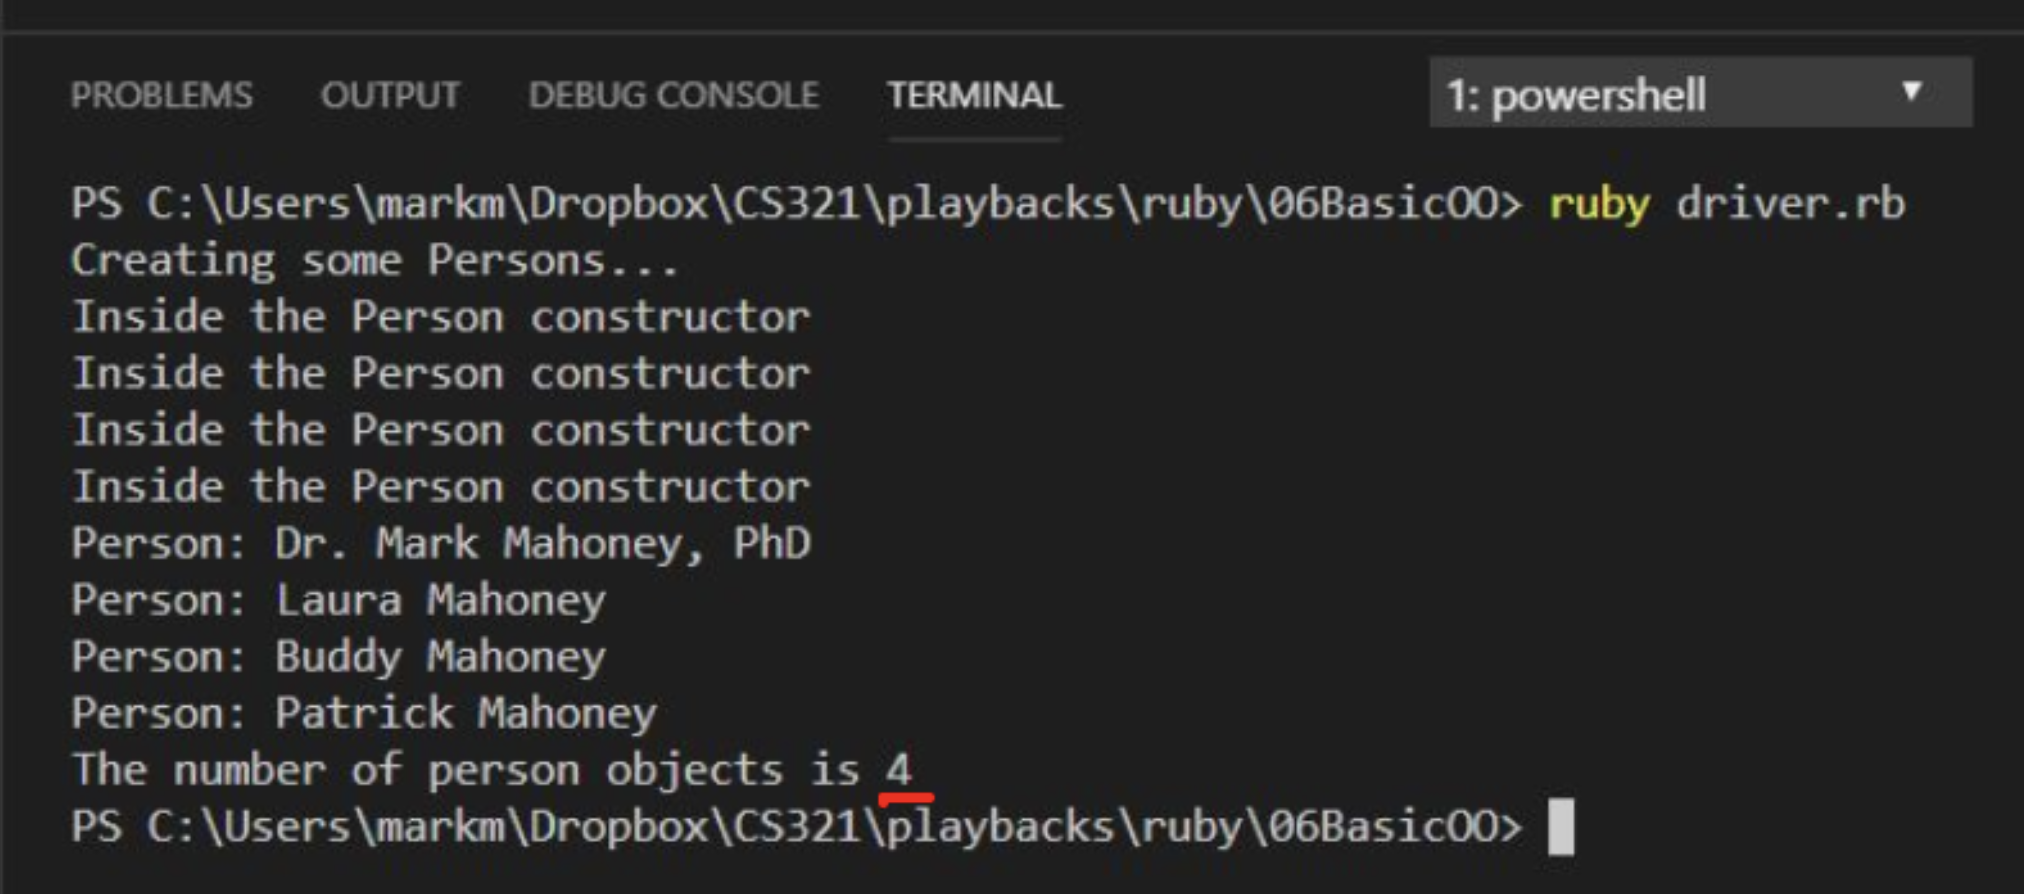 PROBLEMS OUTPUT DEBUG CONSOLE TERMINAL 1: powershell
PS C:\Users\markm\Dropbox\CS321\playbacks\ruby\06BasicOO> ruby driver.rb
Creating some Persons...
Inside the Person constructor
Inside the Person constructor
Inside the Person constructor
Inside the Person constructor
Person: Dr. Mark Mahoney, PhD
Person: Laura Mahoney
Person: Buddy Mahoney
Person: Patrick Mahoney
The number of person objects is 4
PS C:\Users\markm\Dropbox\CS321\playbacks\ruby\06BasicOO>